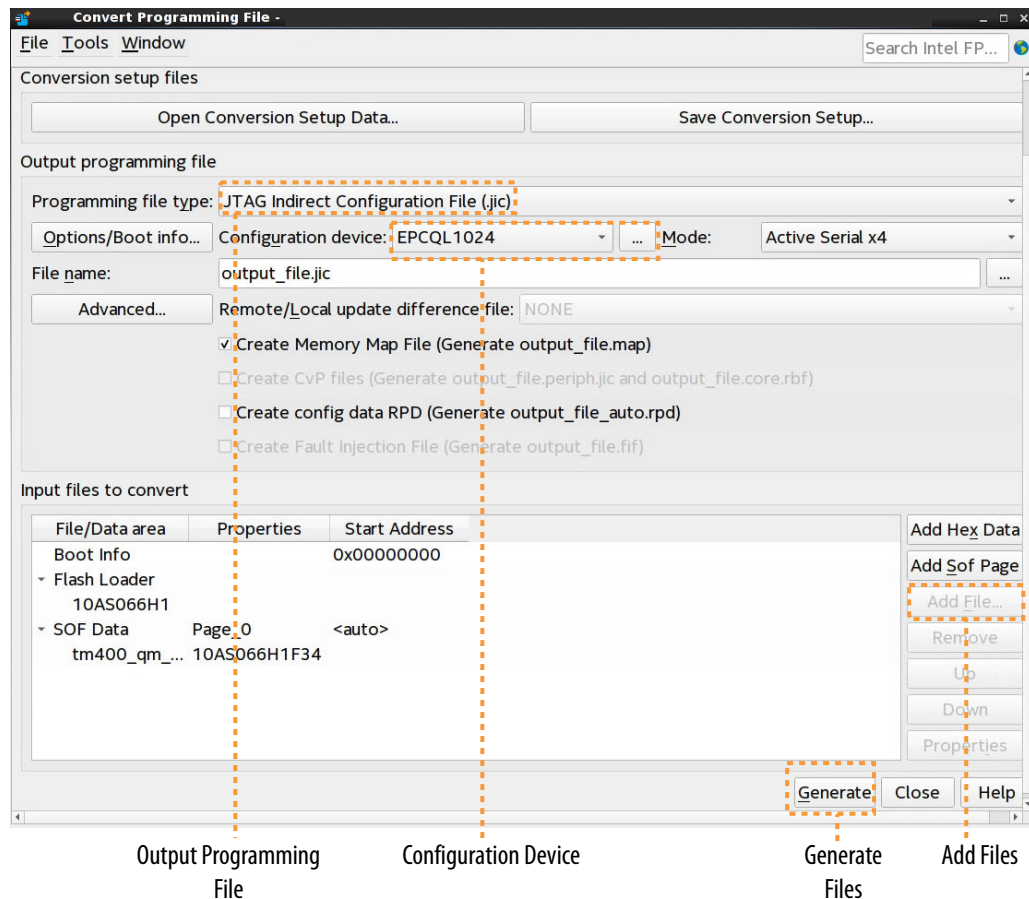 Convert Programming File -
File Tools Window
Search Intel FP...
Conversion setup files
Open Conversion Setup Data...
Save Conversion Setup...
Output programming file
Programming file type: JTAG Indirect Configuration File (.jic)
Options/Boot info... Configuration device: EPCQL1024 ... Mode: Active Serial x4
File name: output_file.jic ...
Advanced... Remote/Local update difference file: NONE
Create Memory Map File (Generate output_file.map)
Create CvP files (Generate output_file.periph.jic and output_file.core.rbf)
Create config data RPD (Generate output_file_auto.rpd)
Create Fault Injection File (Generate output_file.fif)
Input files to convert
File/Data area Properties Start Address
Boot Info 0x00000000
Flash Loader
10AS066H1
SOF Data Page_0 <auto>
tm400_qm_... 10AS066H1F34
Add Hex Data
Add Sof Page
Add File...
Remove
Up
Down
Properties
Generate Close Help
Output Programming
File
Configuration Device
Generate
Files
Add Files